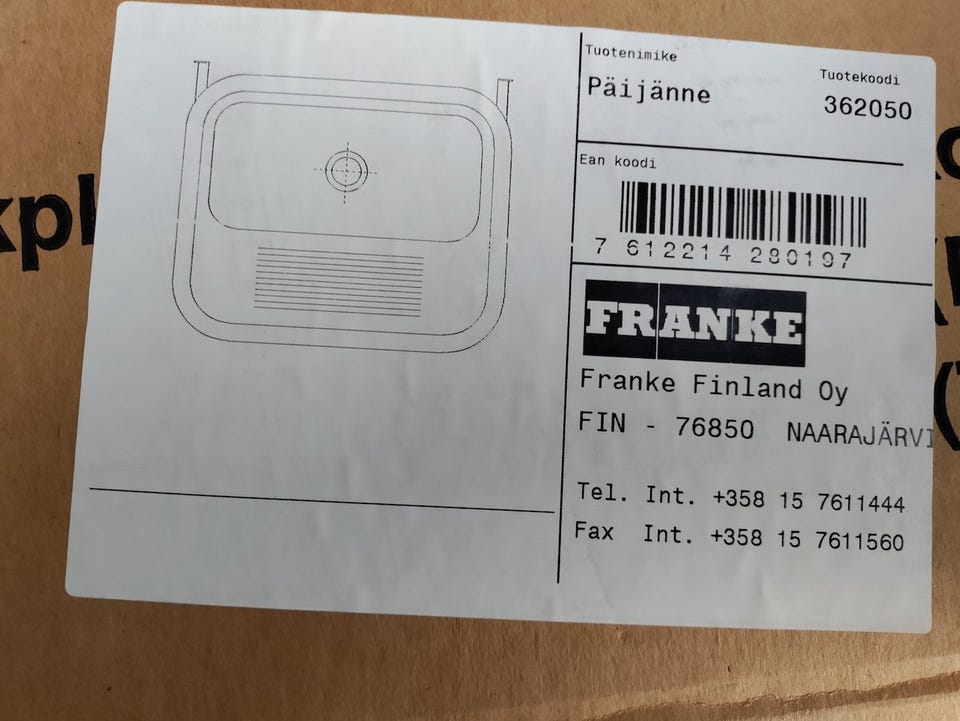 Tuotenimike
Päijänne
Tuotekoodi
362050
Ean koodi
7 612214 280197
FRANKE
Franke Finland Oy
FIN - 76850 NAARAJÄRVI
Tel. Int. +358 15 7611444
Fax Int. +358 15 7611560
kpl